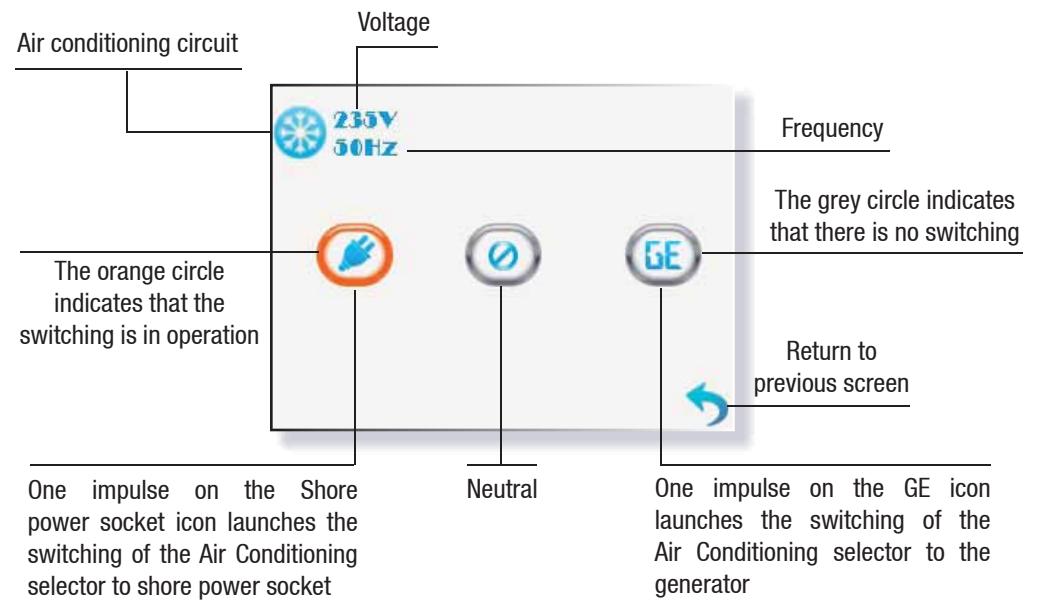 Voltage
Air conditioning circuit
235V
50Hz
Frequency
The grey circle indicates
that there is no switching
GE
The orange circle
indicates that the
switching is in operation
Return to
previous screen
One impulse on the Shore
power socket icon launches the
switching of the Air Conditioning
selector to shore power socket
Neutral
One impulse on the GE icon
launches the switching of the
Air Conditioning selector to the
generator